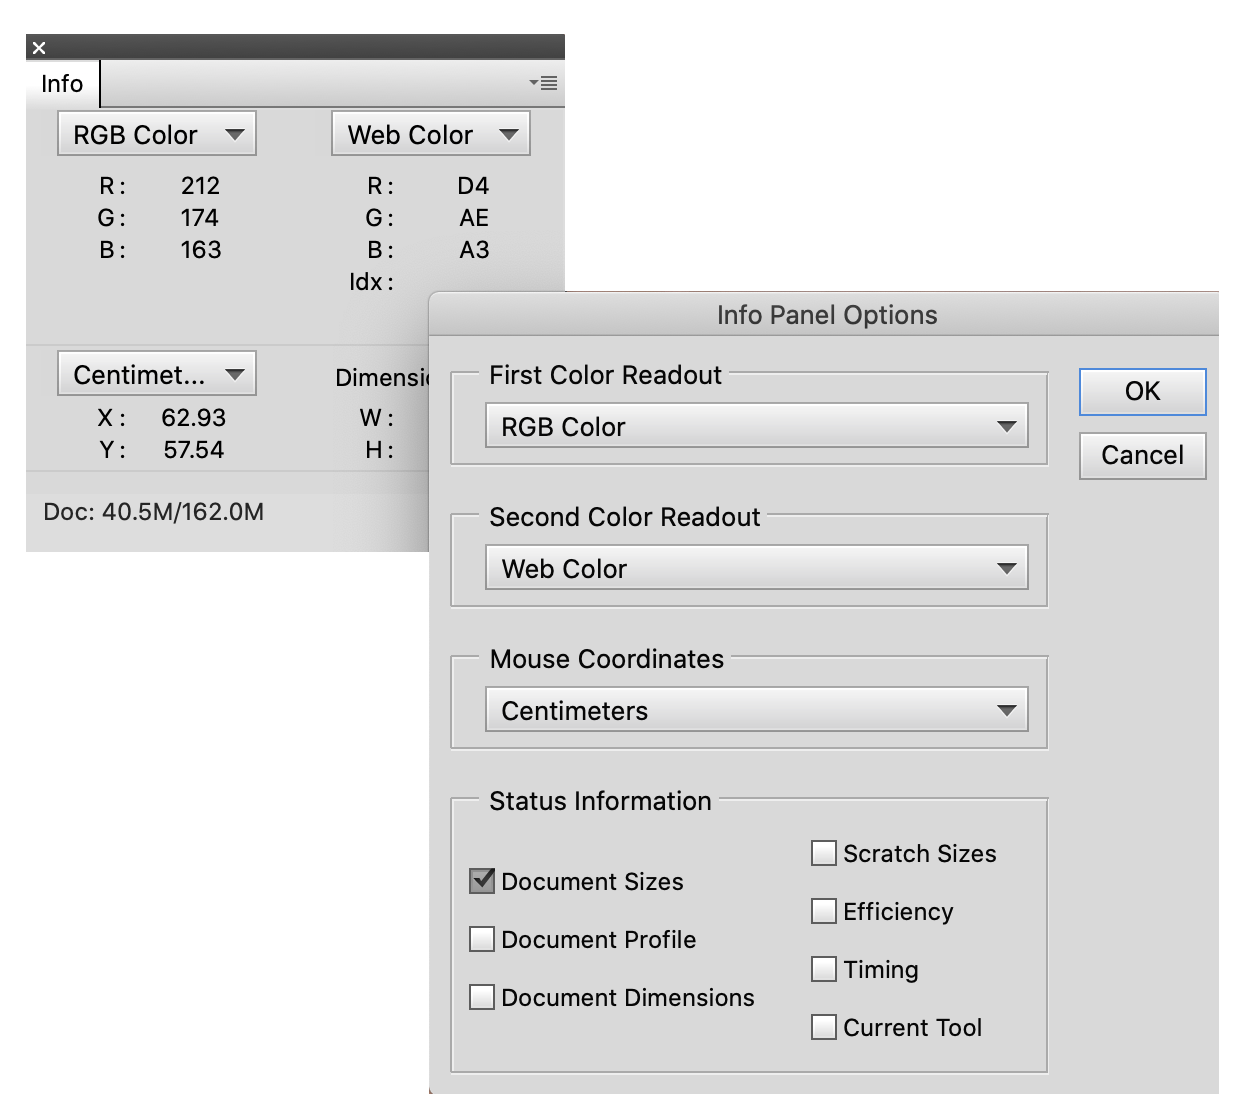 Info
RGB Color
Web Color
R: 212
G: 174
B: 163
R: D4
G: AE
B: A3
Idx:
Centimet...
X: 62.93
Y: 57.54
W:
H:
Doc: 40.5M/162.0M
Info Panel Options
First Color Readout
RGB Color
OK
Cancel
Second Color Readout
Web Color
Mouse Coordinates
Centimeters
Status Information
Document Sizes
Document Profile
Document Dimensions
Scratch Sizes
Efficiency
Timing
Current Tool